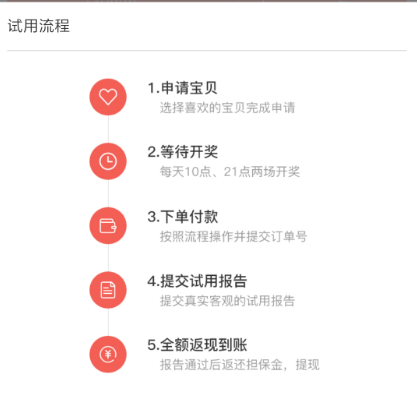 试用流程
1.申请宝贝
选择喜欢的宝贝完成申请
2.等待开奖
每天10点、21点两场开奖
3.下单付款
按照流程操作并提交订单号
4.提交试用报告
提交真实客观的试用报告
5.全额返现到账
报告通过后返还担保金，提现